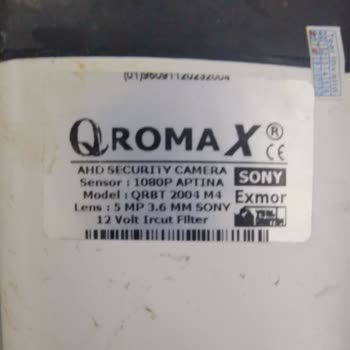 (01)96091120232004
QROMAX®
CE
AHD SECURITY CAMERA
Sensor : 1080P APTINA
Model : QRBT 2004 M4
Lens : 5 MP 3.6 MM SONY
12 Volt Ircut Filter
SONY
Exmor